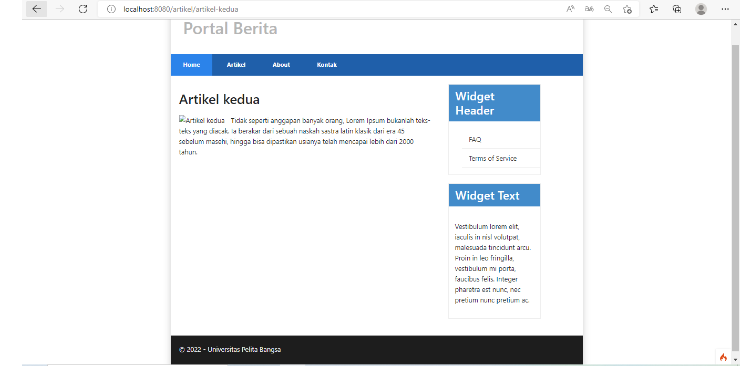 localhost:8080/artikel/artikel-kedua
Portal Berita
Home Artikel About Kontak
Artikel kedua
Artikel kedua Tidak seperti anggapan banyak orang, Lorem Ipsum bukanlah teks-
teks yang diacak. Ia berakar dari sebuah naskah sastra latin klasik dari era 45
sebelum masehi, hingga bisa dipastikan usianya telah mencapai lebih dari 2000
tahun.
Widget
Header
FAQ
Terms of Service
Widget Text
Vestibulum lorem elit,
iaculis in nisl volutpat,
malesuada tincidunt arcu.
Proin in leo fringilla,
vestibulum mi porta,
faucibus felis. Integer
pharetra est nunc, nec
pretium nunc pretium ac.
© 2022 - Universitas Pelita Bangsa